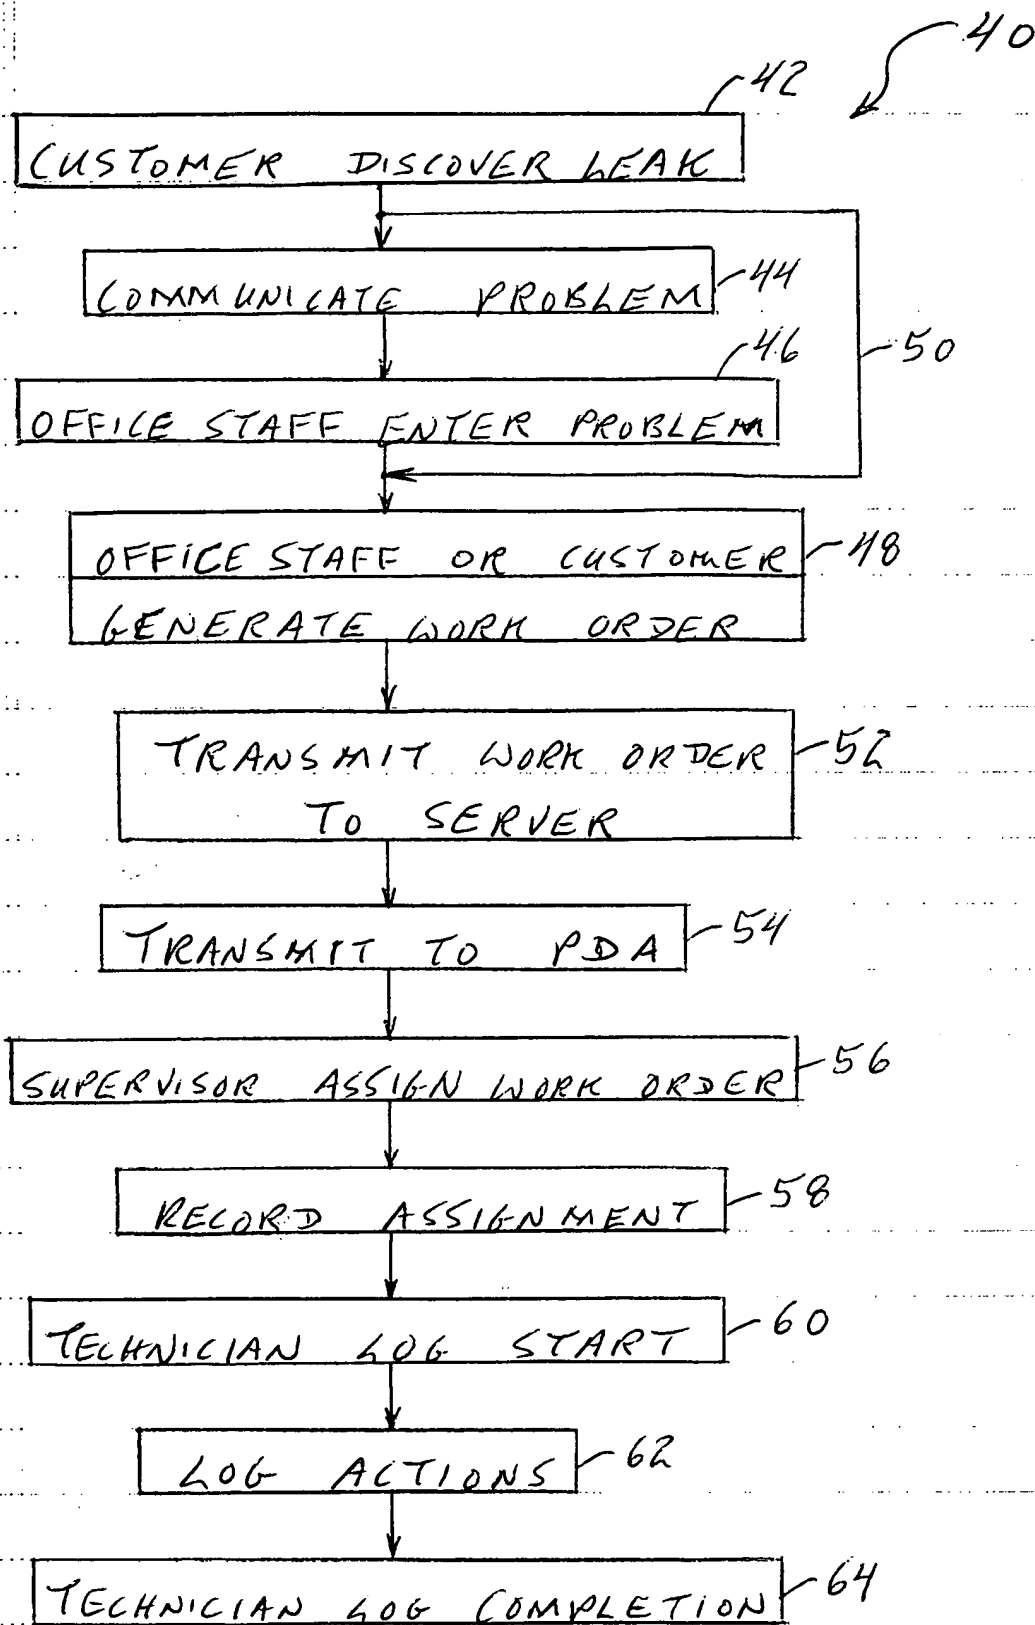 40
42
CUSTOMER DISCOVER LEAK
COMMUNICATE PROBLEM
44
46
50
OFFICE STAFF ENTER PROBLEM
OFFICE STAFF OR CUSTOMER
48
GENERATE WORK ORDER
TRANSMIT WORK ORDER
52
TO SERVER
TRANSMIT TO PDA
54
SUPERVISOR ASSIGN WORK ORDER
56
RECORD ASSIGNMENT
58
TECHNICIAN LOG START
60
LOG ACTIONS
62
TECHNICIAN LOG COMPLETION
64